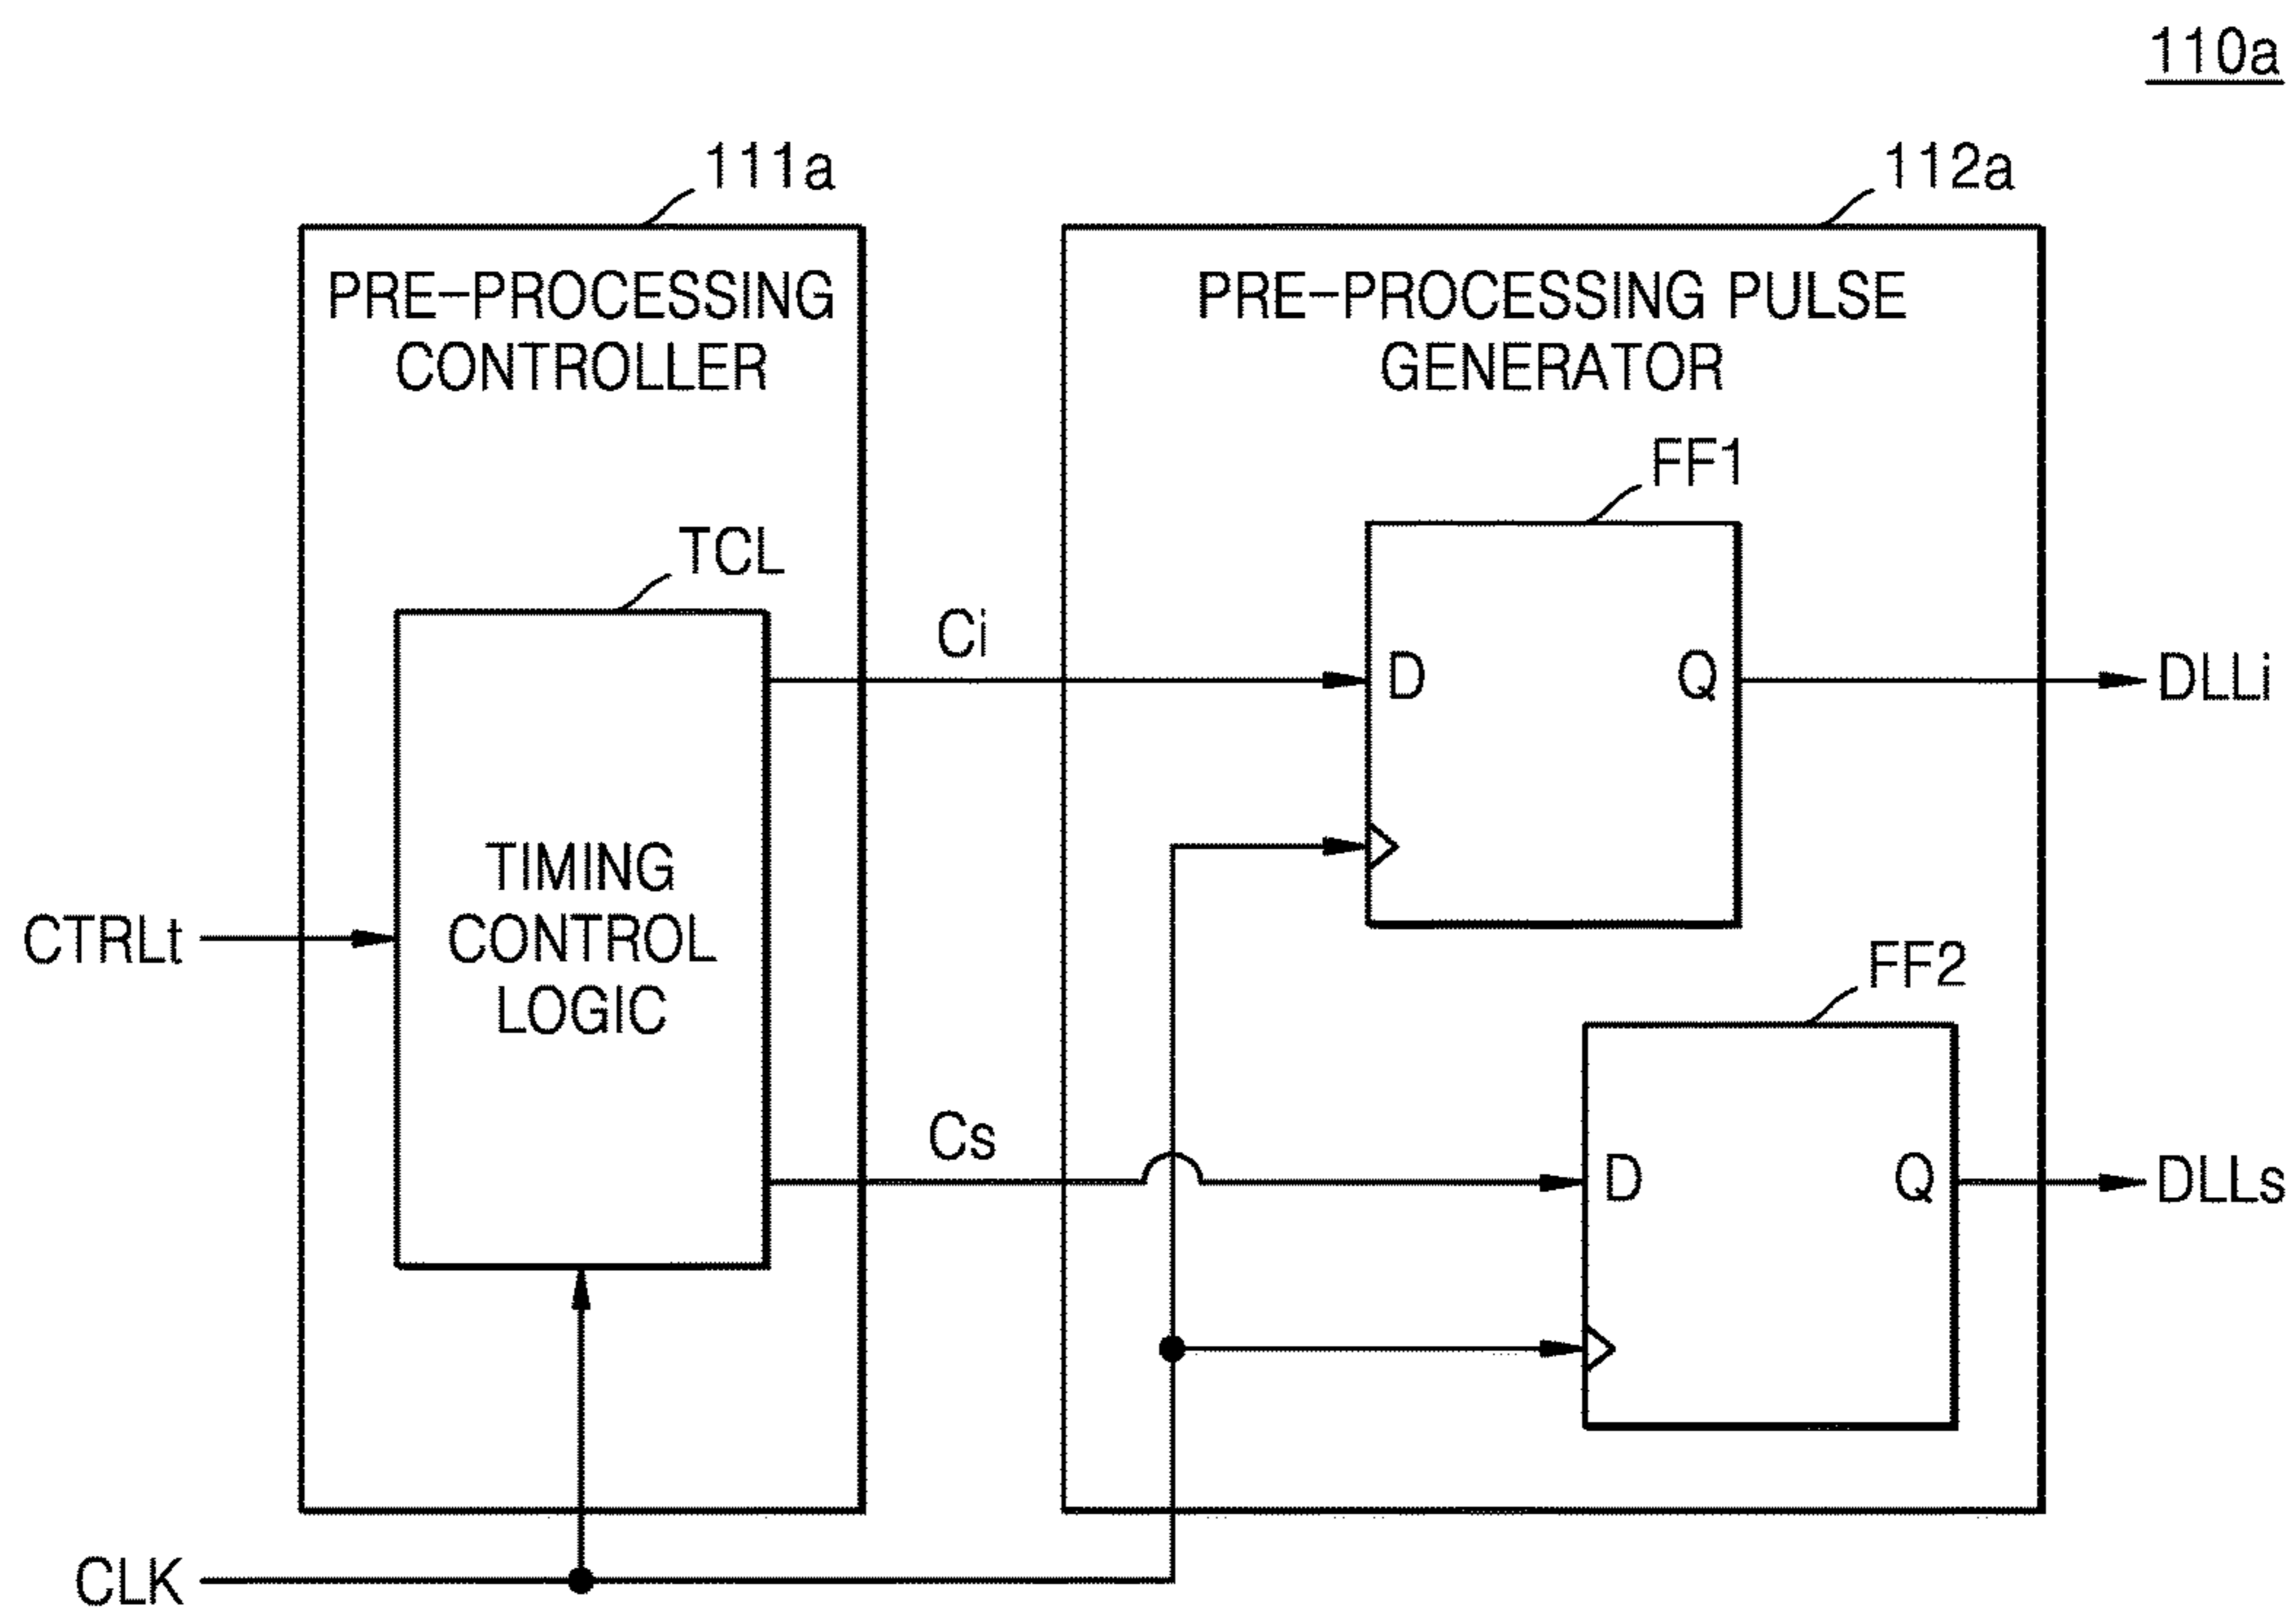 110a
111a
112a
PRE-PROCESSING
CONTROLLER
PRE-PROCESSING PULSE
GENERATOR
FF1
TCL
Ci
D
Q
DLLi
TIMING
CONTROL
LOGIC
CTRLt
FF2
Cs
D
Q
DLLs
CLK